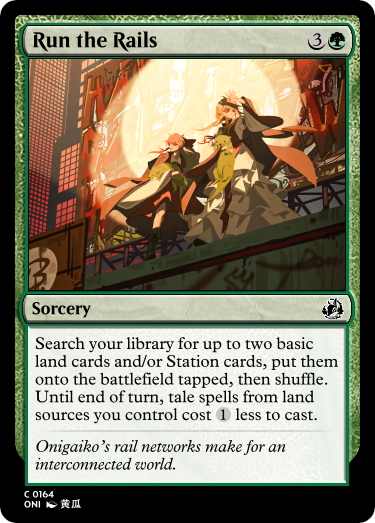 Run the Rails 3
Sorcery
Search your library for up to two basic
land cards and/or Station cards, put them
onto the battlefield tapped, then shuffle.
Until end of turn, tale spells from land
sources you control cost 1 less to cast.
Onigaiko's rail networks make for an
interconnected world.
C 0164
ONI 黄瓜